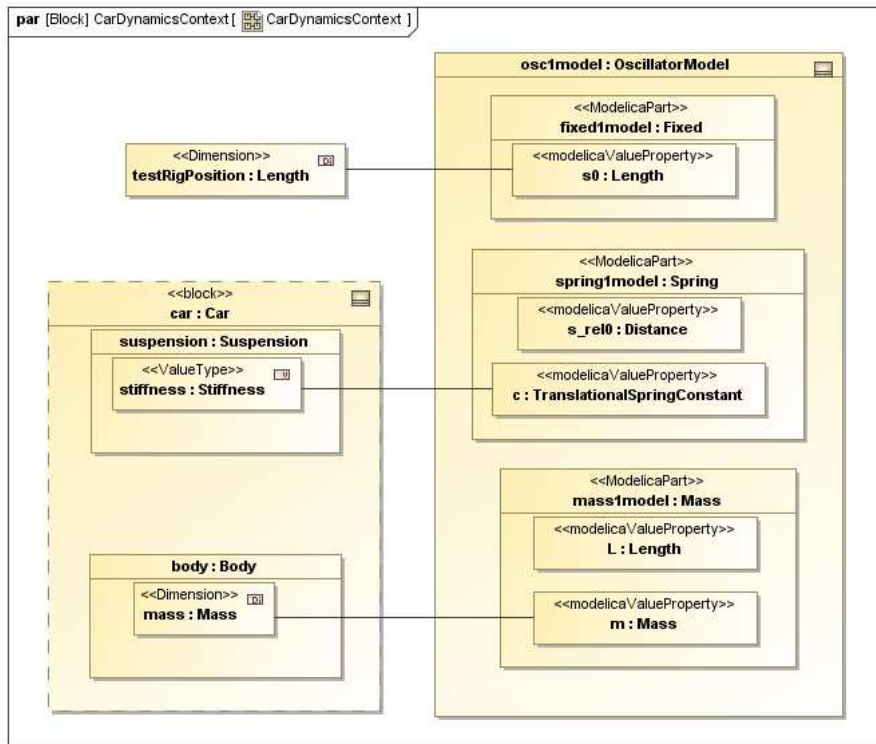 par [Block] CarDynamicsContext [ CarDynamicsContext ]
osc1model : OscillatorModel
<<ModelicaPart>>
fixed1model : Fixed
<<modelicaValueProperty>>
s0 : Length
<<Dimension>>
testRigPosition : Length
<<ModelicaPart>>
spring1model : Spring
<<modelicaValueProperty>>
s_rel0 : Distance
<<modelicaValueProperty>>
c : TranslationalSpringConstant
<<block>>
car : Car
suspension : Suspension
<<ValueType>>
stiffness : Stiffness
<<ModelicaPart>>
mass1model : Mass
<<modelicaValueProperty>>
L : Length
<<modelicaValueProperty>>
m : Mass
body : Body
<<Dimension>>
mass : Mass